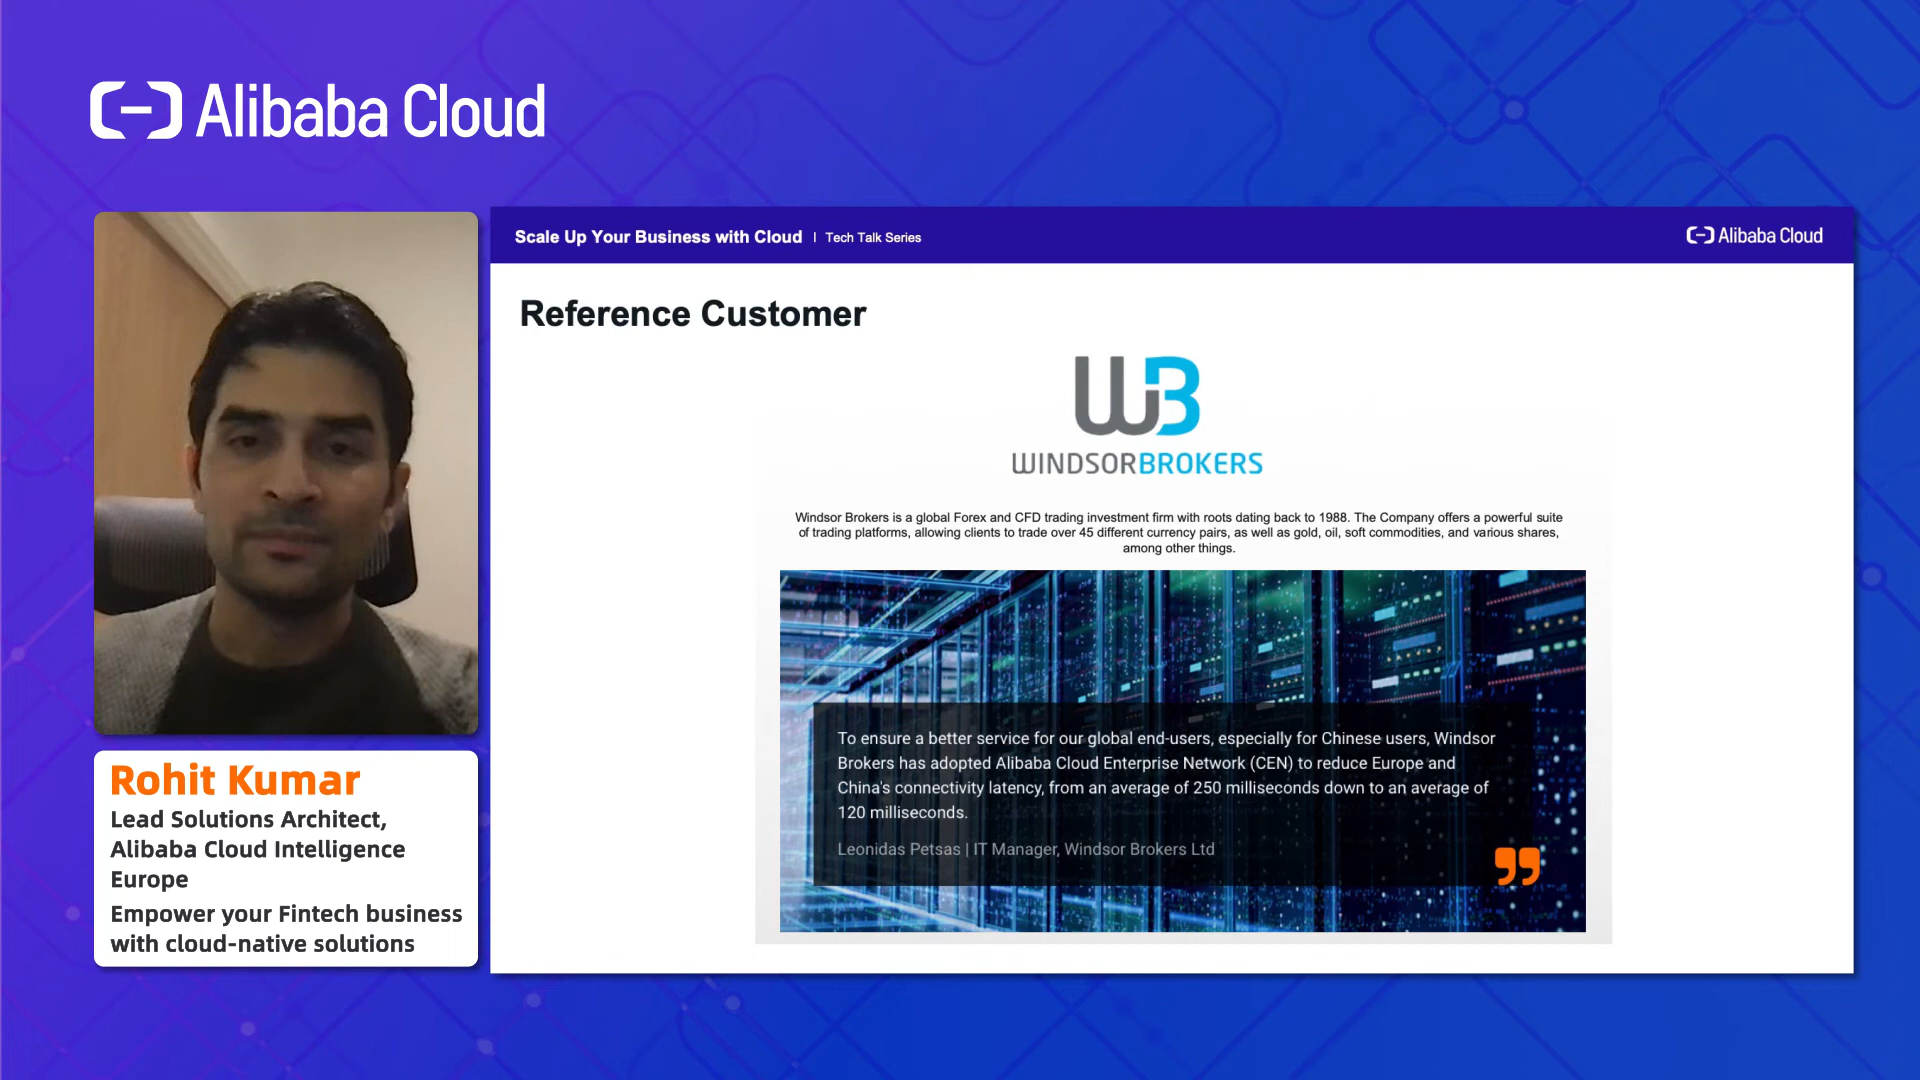 Alibaba Cloud
Scale Up Your Business with Cloud | Tech Talk Series
Alibaba Cloud
Reference Customer
WB
WINDSORBROKERS
Windsor Brokers is a global Forex and CFD trading investment firm with roots dating back to 1988. The Company offers a powerful suite
of trading platforms, allowing clients to trade over 45 different currency pairs, as well as gold, oil, soft commodities, and various shares,
among other things.
To ensure a better service for our global end-users, especially for Chinese users, Windsor
Brokers has adopted Alibaba Cloud Enterprise Network (CEN) to reduce Europe and
China's connectivity latency, from an average of 250 milliseconds down to an average of
120 milliseconds.
Leonidas Petsas | IT Manager, Windsor Brokers Ltd
Rohit Kumar
Lead Solutions Architect,
Alibaba Cloud Intelligence
Europe
Empower your Fintech business
with cloud-native solutions